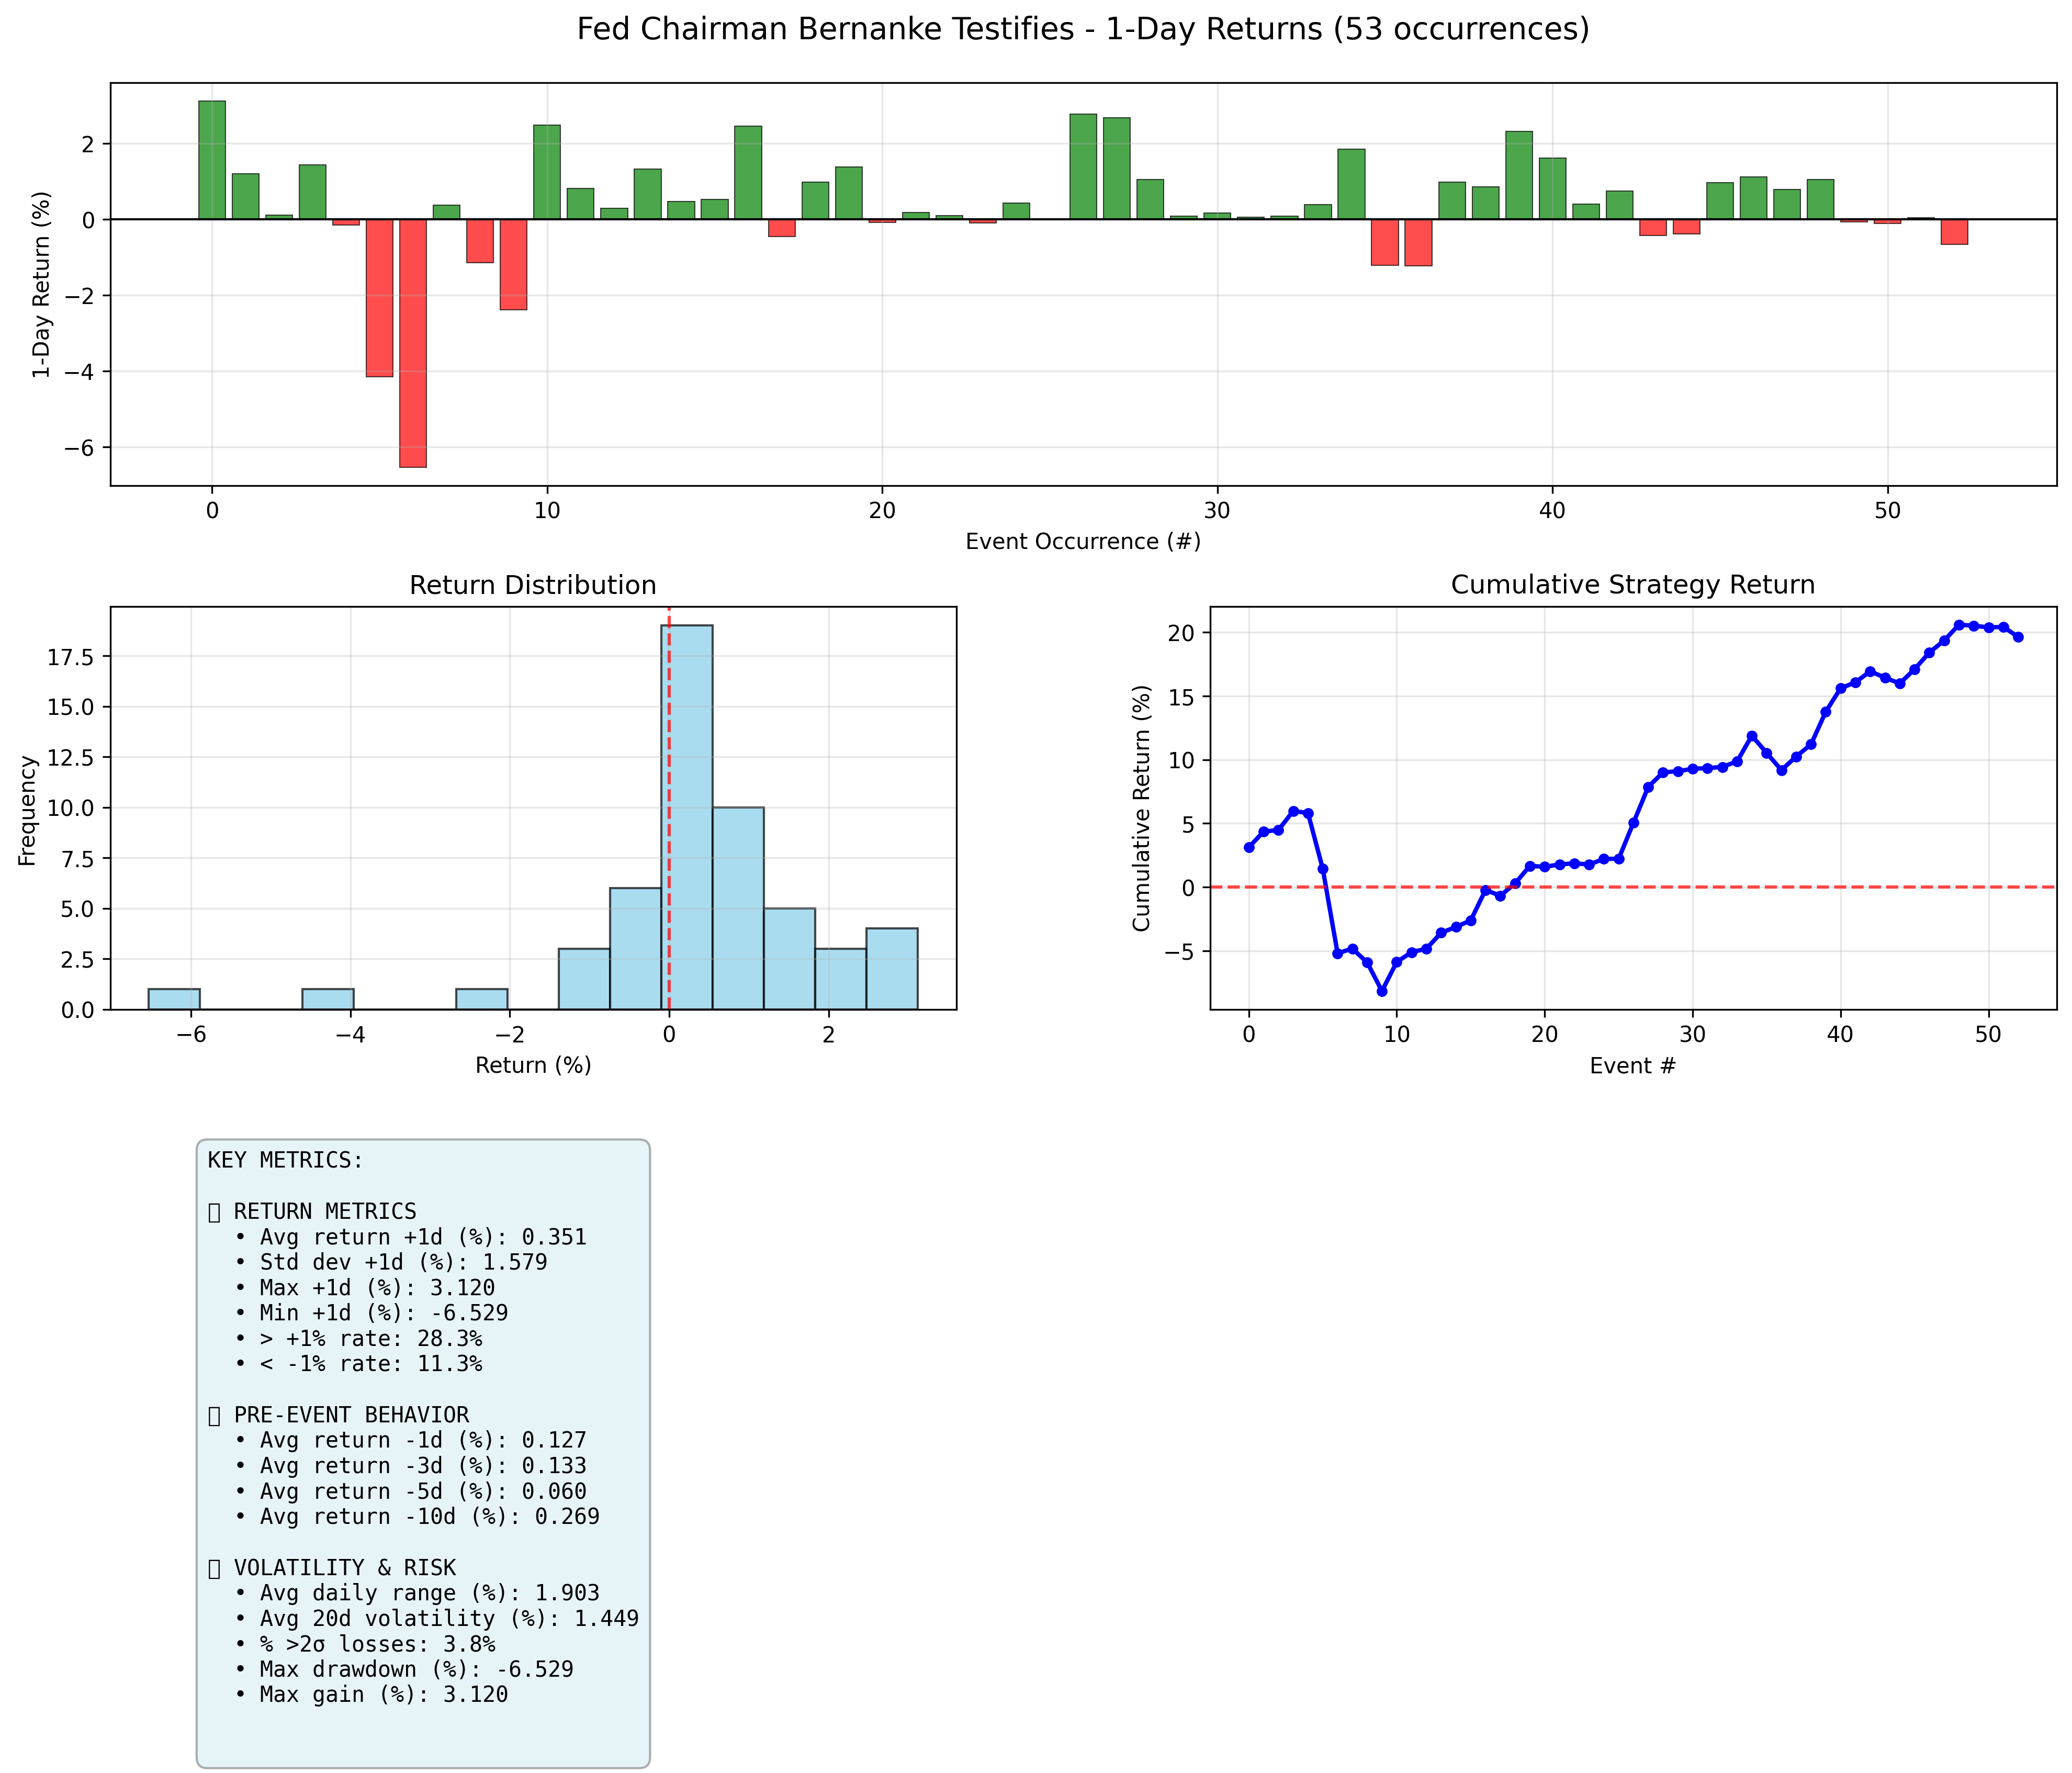 Fed Chairman Bernanke Testifies - 1-Day Returns (53 occurrences)
1-Day Return (%)
2
0
−2
−4
−6
0 10 20 30 40 50
Event Occurrence (#)
Return Distribution
Frequency
17.5
15.0
12.5
10.0
7.5
5.0
2.5
0.0
−6 −4 −2 0 2
Return (%)
Cumulative Strategy Return
Cumulative Return (%)
20
15
10
5
0
−5
0 10 20 30 40 50
Event #
KEY METRICS:
RETURN METRICS
• Avg return +1d (%): 0.351
• Std dev +1d (%): 1.579
• Max +1d (%): 3.120
• Min +1d (%): -6.529
• > +1% rate: 28.3%
• < -1% rate: 11.3%
PRE-EVENT BEHAVIOR
• Avg return -1d (%): 0.127
• Avg return -3d (%): 0.133
• Avg return -5d (%): 0.060
• Avg return -10d (%): 0.269
VOLATILITY & RISK
• Avg daily range (%): 1.903
• Avg 20d volatility (%): 1.449
• % >2σ losses: 3.8%
• Max drawdown (%): -6.529
• Max gain (%): 3.120